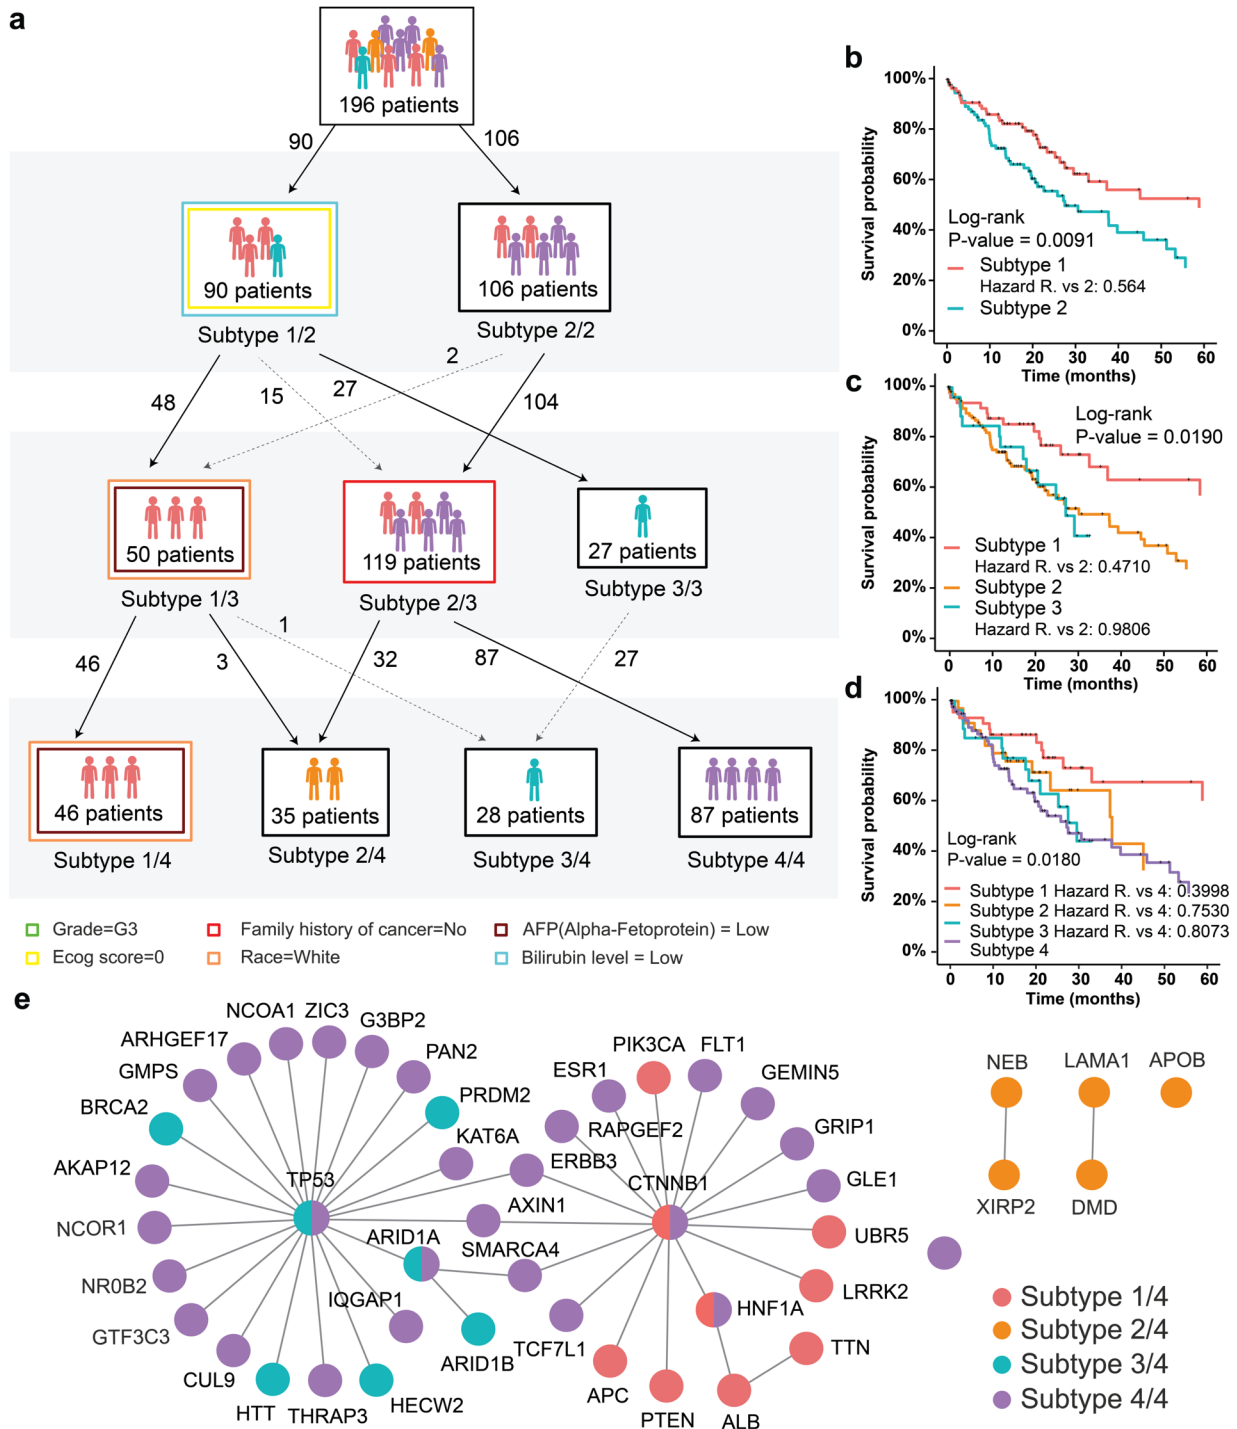 a
196 patients
90
106
90 patients
106 patients
Subtype 1/2
Subtype 2/2
2
48
15
27
104
50 patients
119 patients
27 patients
Subtype 1/3
Subtype 2/3
Subtype 3/3
1
46
3
32
87
27
46 patients
35 patients
28 patients
87 patients
Subtype 1/4
Subtype 2/4
Subtype 3/4
Subtype 4/4
Grade=G3
Family history of cancer=No
AFP(Alpha-Fetoprotein) = Low
Ecog score=0
Race=White
Bilirubin level = Low
b
100%
80%
60%
40%
20%
0%
Survival probability
Log-rank
P-value = 0.0091
Subtype 1
Hazard R. vs 2: 0.564
Subtype 2
0 10 20 30 40 50 60
Time (months)
c
100%
80%
60%
40%
20%
0%
Survival probability
Log-rank
P-value = 0.0190
Subtype 1
Hazard R. vs 2: 0.4710
Subtype 2
Subtype 3
Hazard R. vs 2: 0.9806
0 10 20 30 40 50 60
Time (months)
d
100%
80%
60%
40%
20%
0%
Survival probability
Log-rank
P-value = 0.0180
Subtype 1 Hazard R. vs 4: 0.3998
Subtype 2 Hazard R. vs 4: 0.7530
Subtype 3 Hazard R. vs 4: 0.8073
Subtype 4
0 10 20 30 40 50 60
Time (months)
e
NCOA1
ZIC3
G3BP2
ARHGEF17
PAN2
GMPS
PRDM2
BRCA2
KAT6A
AKAP12
TP53
ERBB3
NCOR1
AXIN1
ARID1A
SMARCA4
NR0B2
IQGAP1
GTF3C3
ARID1B
CUL9
HTT
THRAP3
HECW2
PIK3CA
FLT1
ESR1
GEMIN5
RAPGEF2
GRIP1
CTNNB1
GLE1
UBR5
LRRK2
HNF1A
TCF7L1
TTN
APC
PTEN
ALB
NEB
LAMA1
APOB
XIRP2
DMD
Subtype 1/4
Subtype 2/4
Subtype 3/4
Subtype 4/4